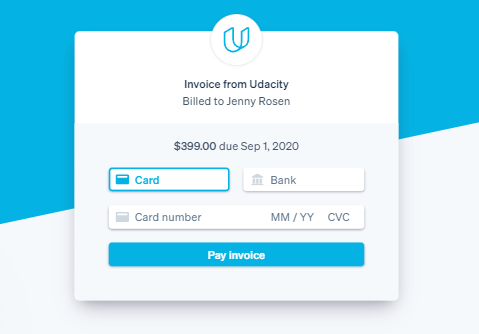 Invoice from Udacity
Billed to Jenny Rosen
$399.00 due Sep 1, 2020
Card Bank
Card number MM / YY CVC
Pay Invoice